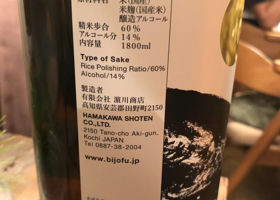 原材料名 米(国産)
米麹(国産米)
醸造アルコール
精米歩合 60%
アルコール分 14%
内容量 1800ml
Type of Sake
Rice Polishing Ratio/60%
Alcohol/14%
製造者
有限会社 濵川商店
高知県安芸郡田野町2150
HAMAKAWA SHOTEN
CO.,LTD.
2150 Tano-cho Aki-gun,
Kochi JAPAN
Tel 0887-38-2004
www.bijofu.jp